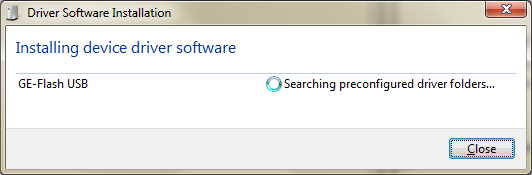 Driver Software Installation
Installing device driver software
GE-Flash USB
Searching preconfigured driver folders...
Close